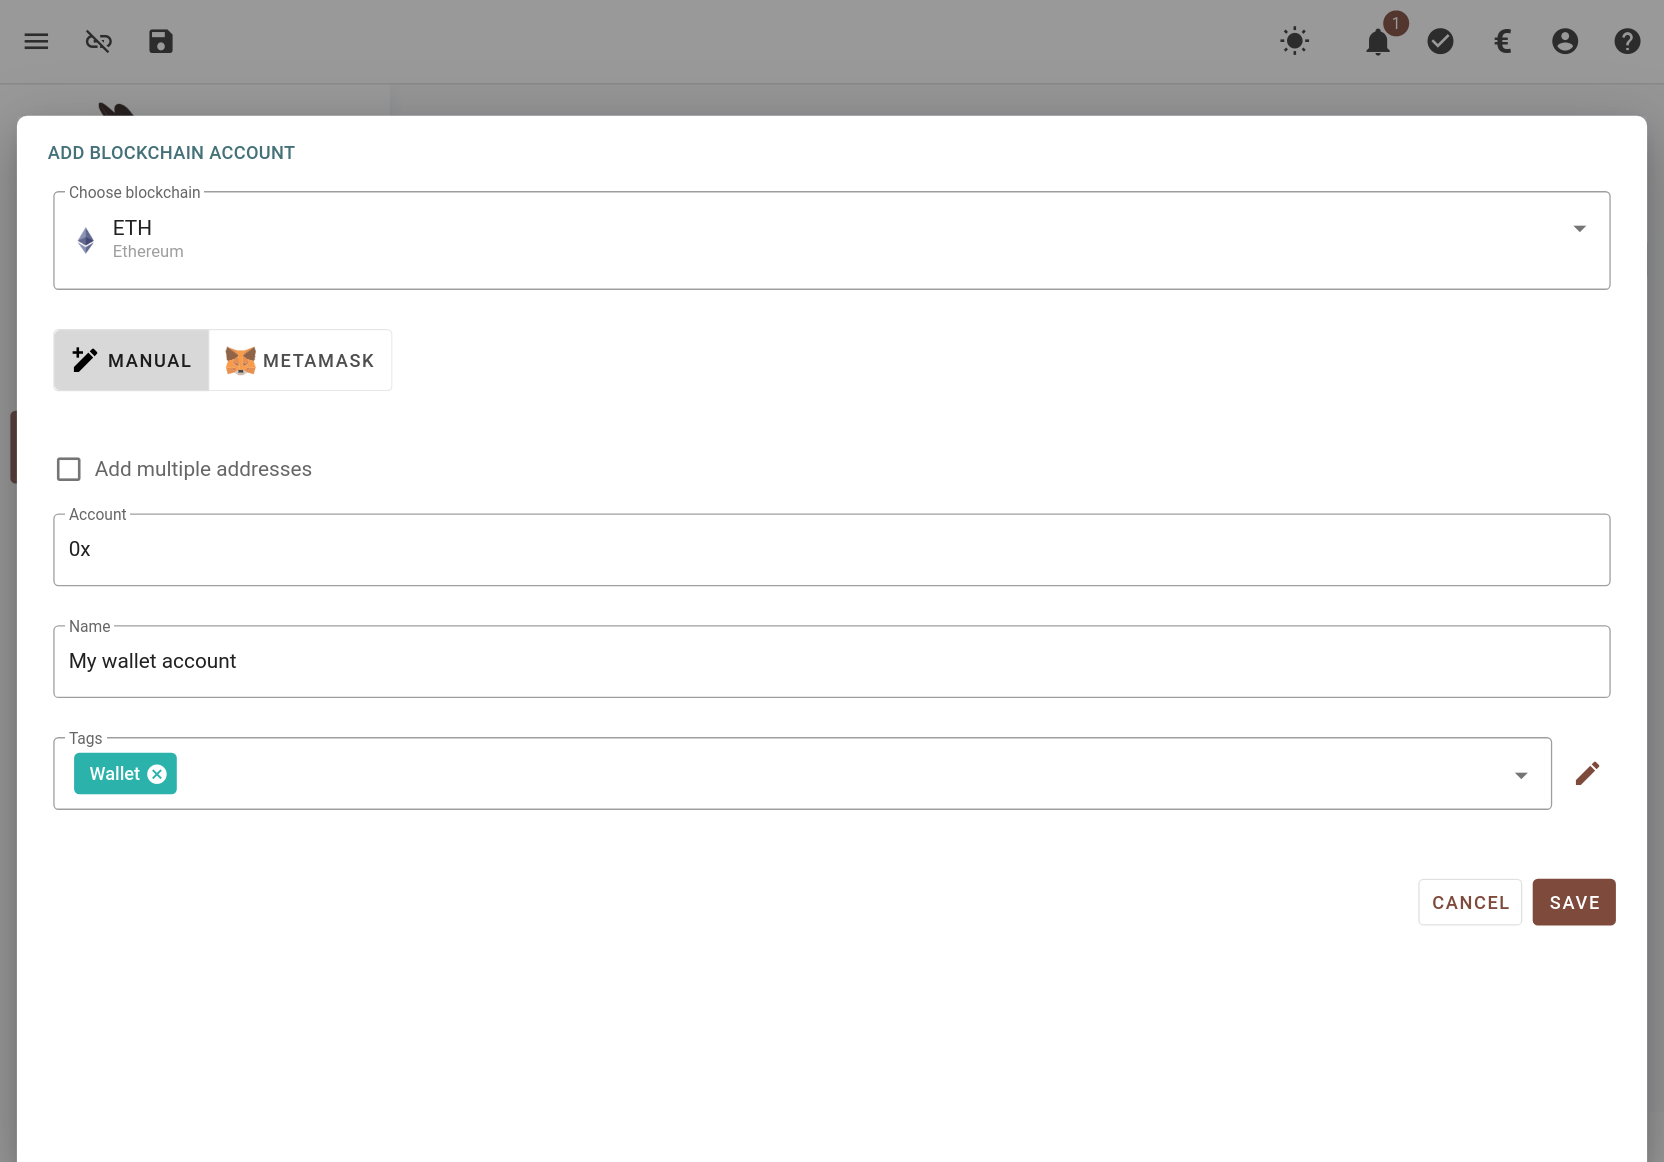 1
€
ADD BLOCKCHAIN ACCOUNT
Choose blockchain
ETH
Ethereum
MANUAL
METAMASK
Add multiple addresses
Account
0x
Name
My wallet account
Tags
Wallet
CANCEL
SAVE